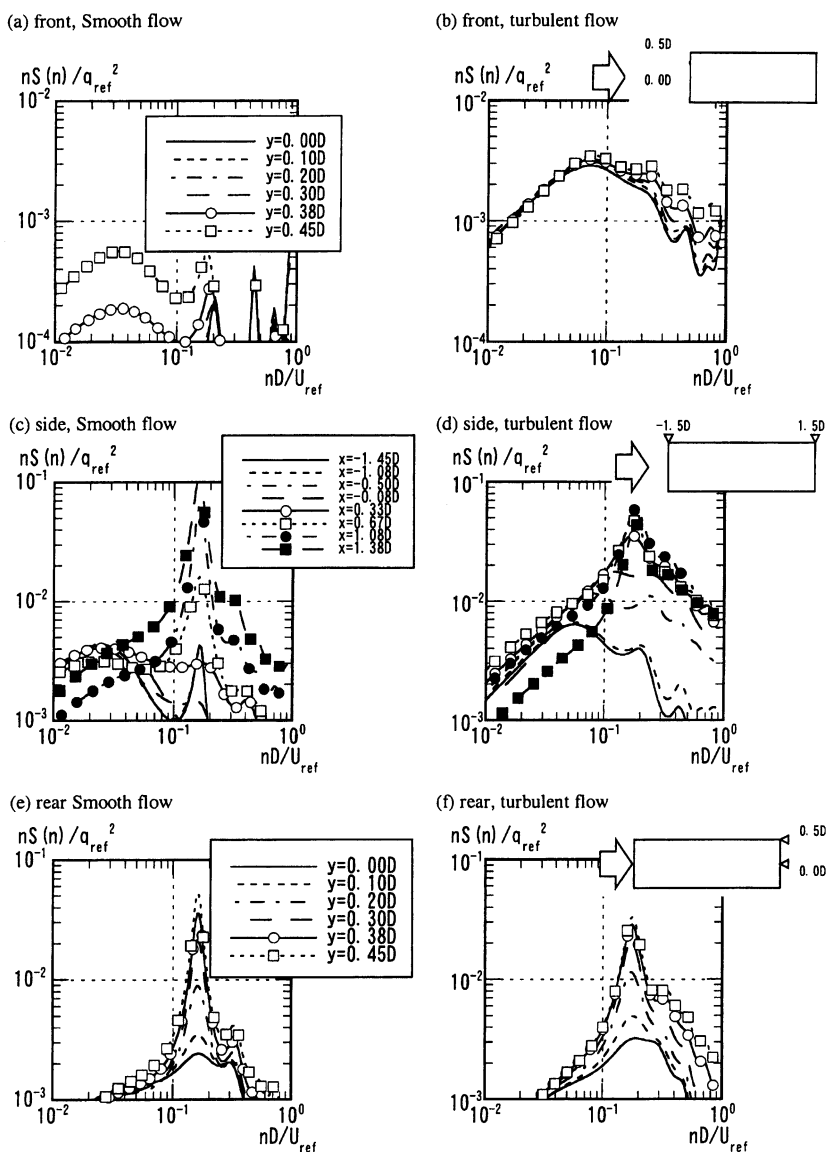 (a) front, Smooth flow
nS(n)/q_ref^2
10^-2
10^-3
10^-4
y=0.00D
y=0.10D
y=0.20D
y=0.30D
y=0.38D
y=0.45D
10^-2 10^-1 10^0
nD/U_ref
(b) front, turbulent flow
0.5D
0.0D
nS(n)/q_ref^2
10^-2
10^-3
10^-4
10^-2 10^-1 10^0
nD/U_ref
(c) side, Smooth flow
nS(n)/q_ref^2
10^-1
10^-2
10^-3
x=-1.45D
x=-1.08D
x=-0.50D
x=-0.08D
x=0.33D
x=0.67D
x=1.08D
x=1.38D
10^-2 10^-1 10^0
nD/U_ref
(d) side, turbulent flow
-1.5D 1.5D
nS(n)/q_ref^2
10^-1
10^-2
10^-3
10^-2 10^-1 10^0
nD/U_ref
(e) rear Smooth flow
nS(n)/q_ref^2
10^-1
10^-2
10^-3
y=0.00D
y=0.10D
y=0.20D
y=0.30D
y=0.38D
y=0.45D
10^-2 10^-1 10^0
nD/U_ref
(f) rear, turbulent flow
0.5D
0.0D
nS(n)/q_ref^2
10^-1
10^-2
10^-3
10^-2 10^-1 10^0
nD/U_ref